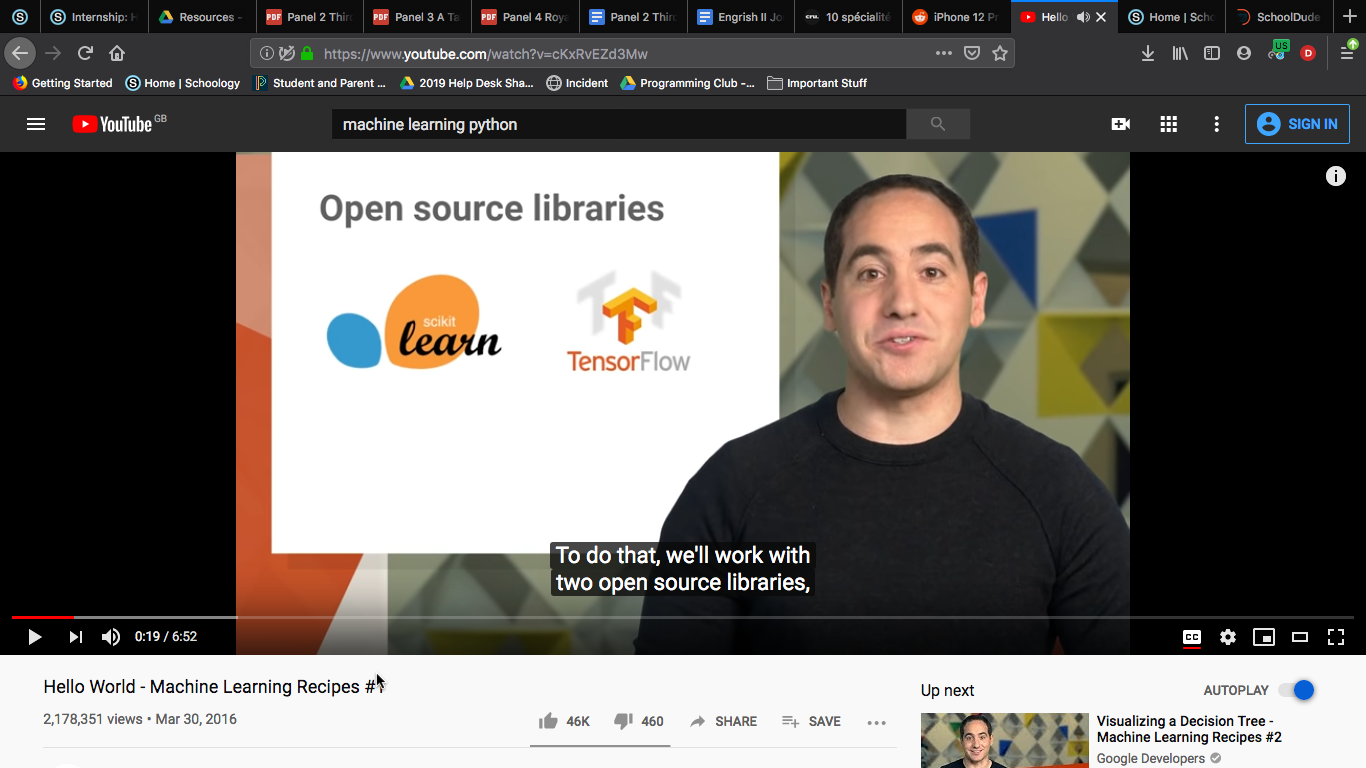 Internship: H
Resources -
PDF Panel 2 Thir
PDF Panel 3 A Ta
PDF Panel 4 Roya
Panel 2 Thir
Engrish II Jo
10 spécialité
iPhone 12 Pr
Hello
Home | Scho
SchoolDude
https://www.youtube.com/watch?v=cKxRvEZd3Mw
US
D
Getting Started
Home | Schoology
Student and Parent ...
2019 Help Desk Sha...
Incident
Programming Club -...
Important Stuff
YouTube GB
machine learning python
SIGN IN
Open source libraries
scikit
learn
TensorFlow
To do that, we'll work with
two open source libraries,
0:19 / 6:52
CC
Hello World - Machine Learning Recipes #1
2,178,351 views • Mar 30, 2016
46K
460
SHARE
SAVE
Up next
AUTOPLAY
Visualizing a Decision Tree -
Machine Learning Recipes #2
Google Developers